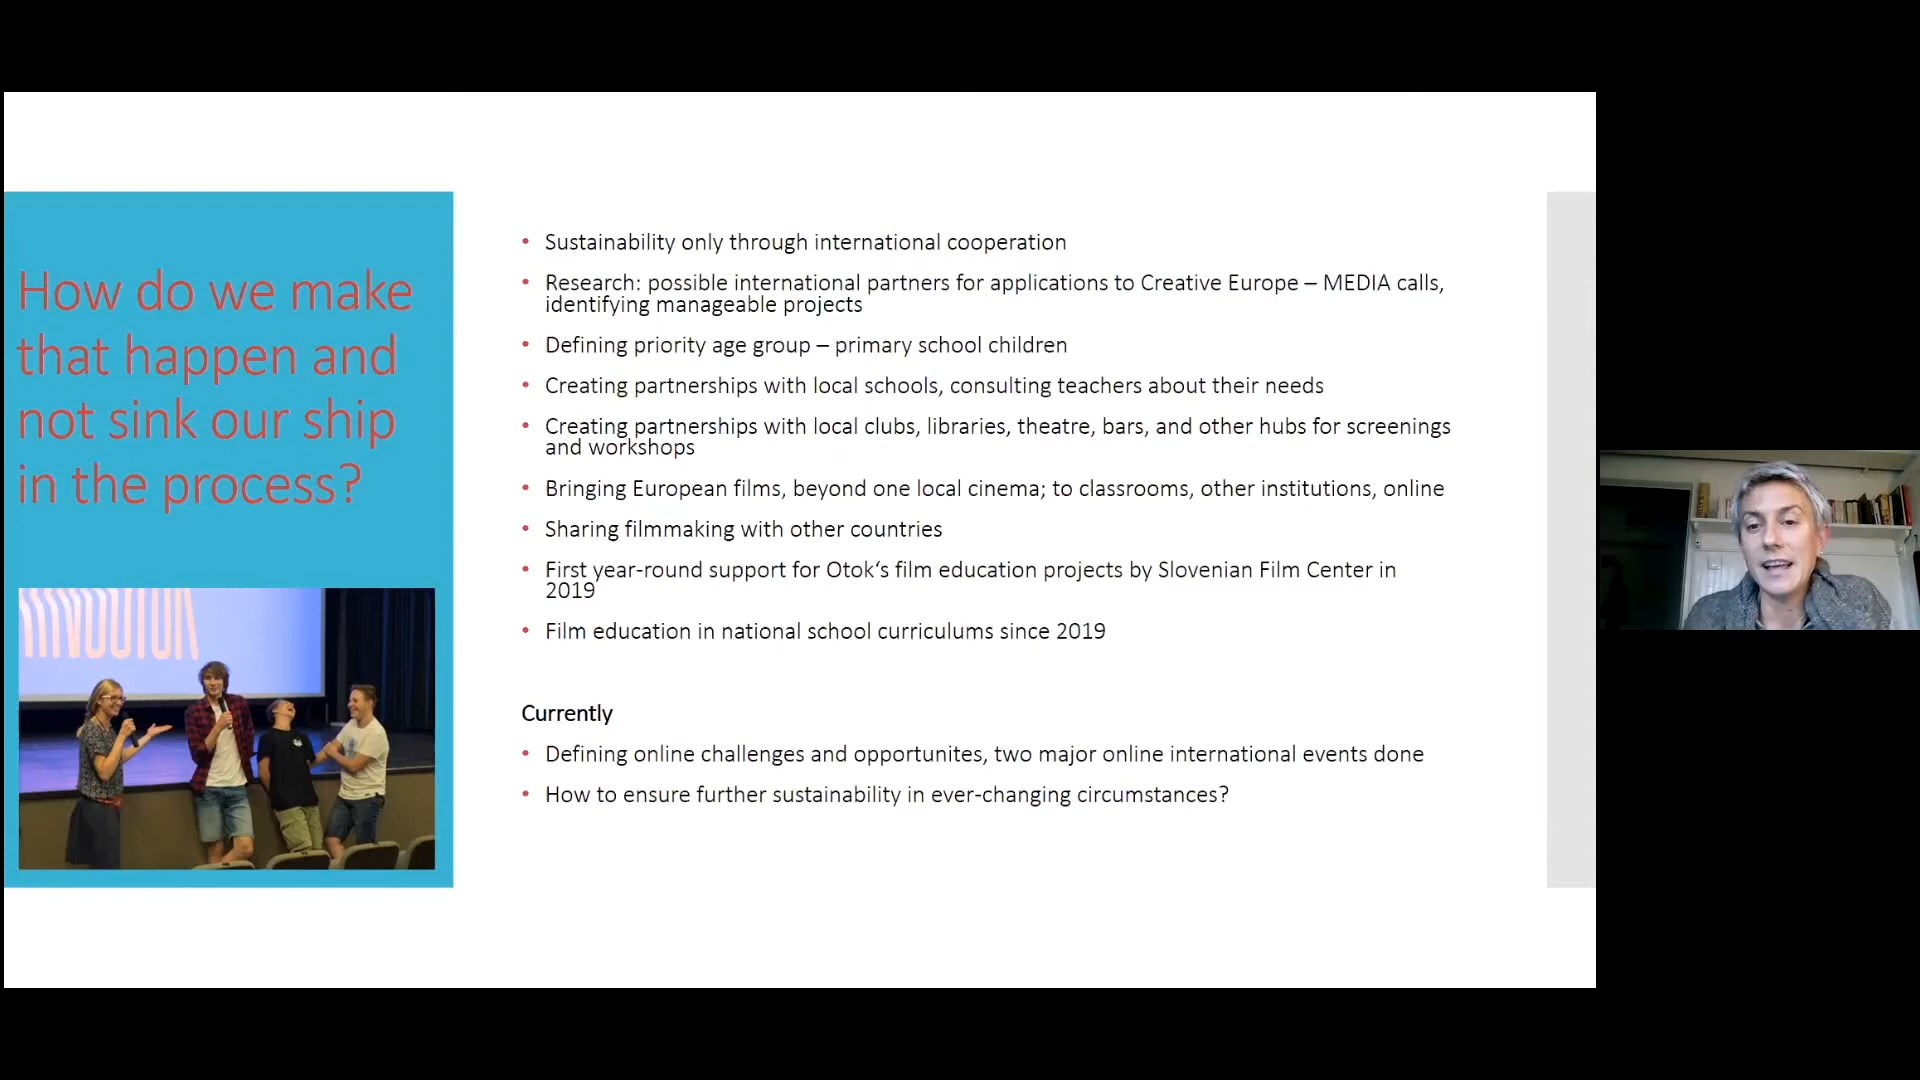 How do we make
that happen and
not sink our ship
in the process?
• Sustainability only through international cooperation
• Research: possible international partners for applications to Creative Europe – MEDIA calls,
identifying manageable projects
• Defining priority age group – primary school children
• Creating partnerships with local schools, consulting teachers about their needs
• Creating partnerships with local clubs, libraries, theatre, bars, and other hubs for screenings
and workshops
• Bringing European films, beyond one local cinema; to classrooms, other institutions, online
• Sharing filmmaking with other countries
• First year-round support for Otok‘s film education projects by Slovenian Film Center in
2019
• Film education in national school curriculums since 2019
Currently
• Defining online challenges and opportunites, two major online international events done
• How to ensure further sustainability in ever-changing circumstances?